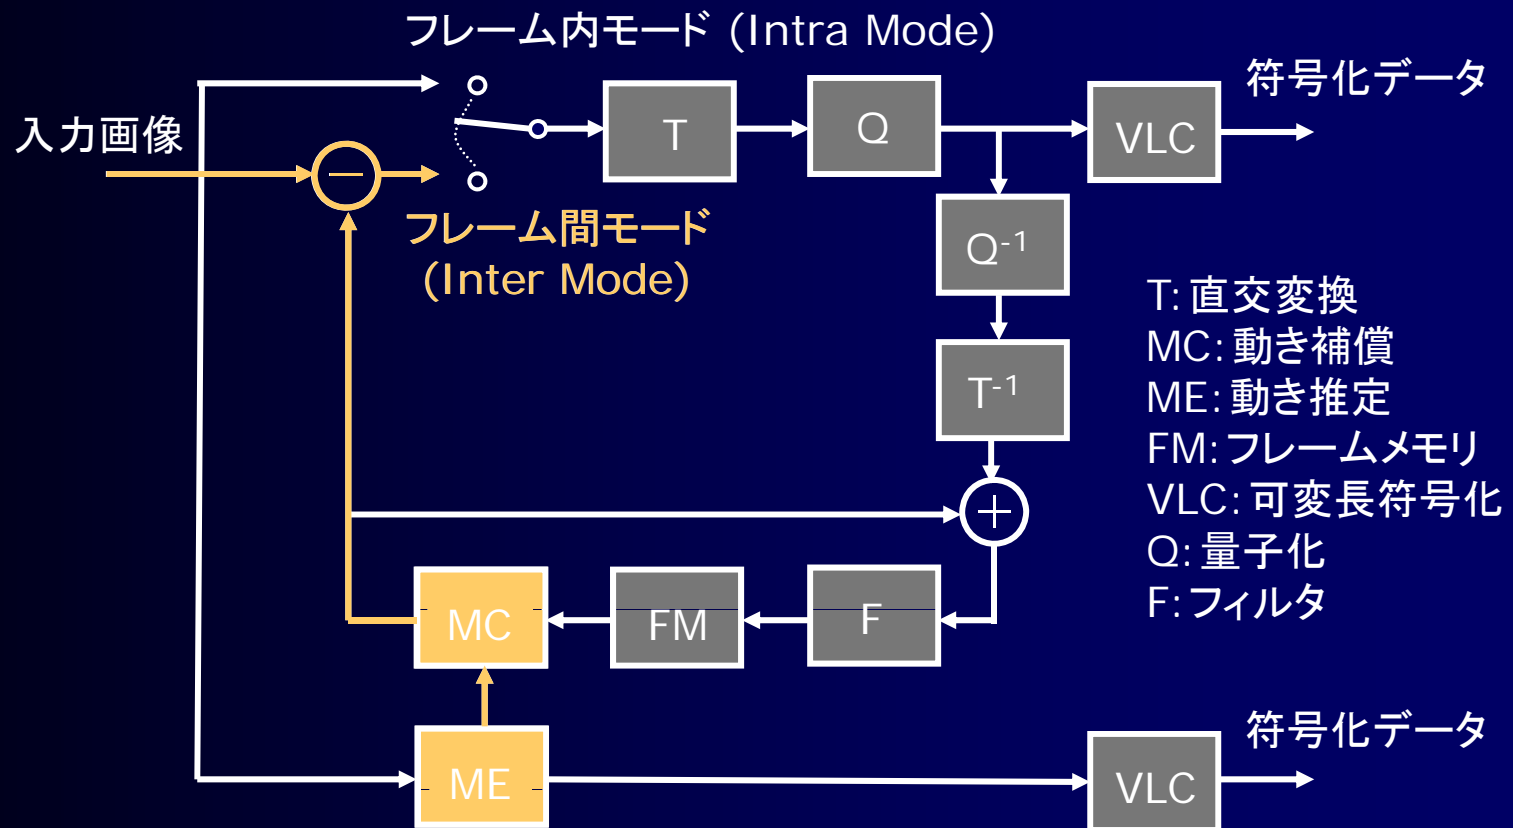 フレーム内モード (Intra Mode)
符号化データ
入力画像
T
Q
VLC
フレーム間モード
(Inter Mode)
Q-1
T-1
T: 直交変換
MC: 動き補償
ME: 動き推定
FM: フレームメモリ
VLC: 可変長符号化
Q: 量子化
F: フィルタ
MC
FM
F
符号化データ
ME
VLC